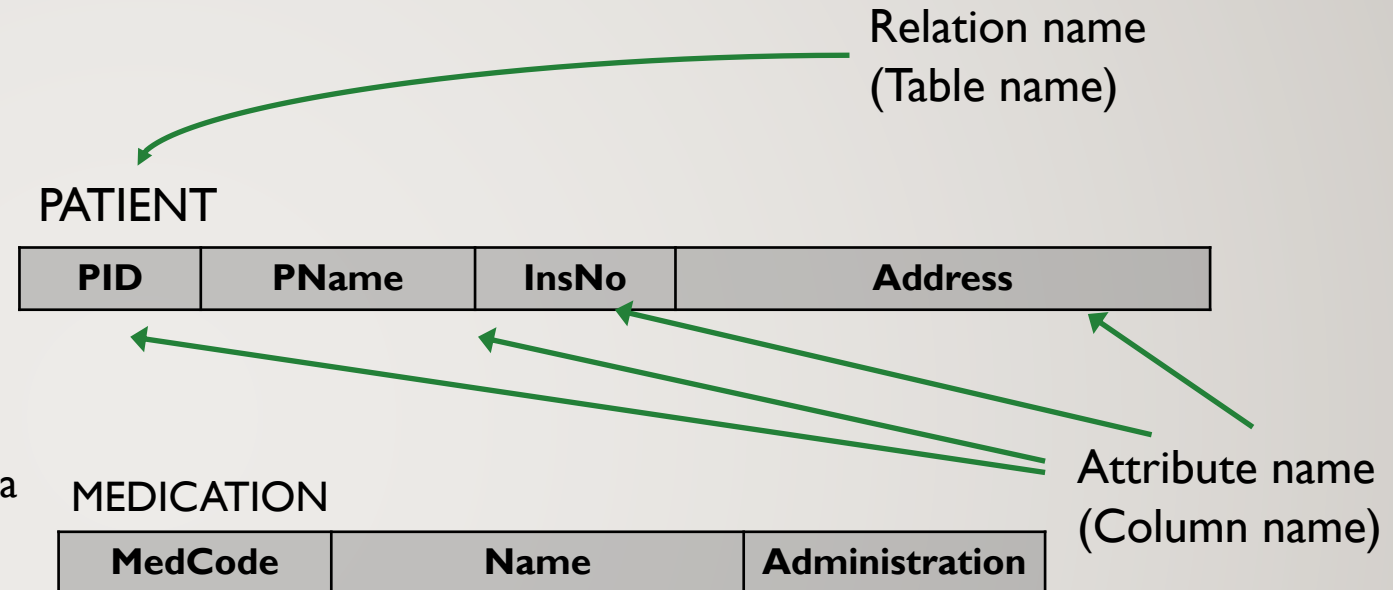 Relation name
(Table name)
PATIENT
PID PName InsNo Address
a
MEDICATION
Attribute name
(Column name)
MedCode Name Administration